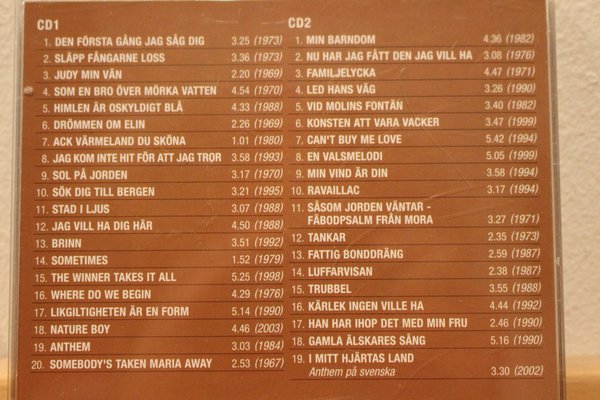 CD1
1. DEN FÖRSTA GÅNG JAG SÅG DIG 3.25 (1973)
2. SLÄPP FÅNGARNE LOSS 3.36 (1973)
3. JUDY MIN VÄN 2.20 (1969)
4. SOM EN BRO ÖVER MÖRKA VATTEN 4.54 (1970)
5. HIMLEN ÄR OSKYLDIGT BLÅ 4.33 (1988)
6. DRÖMMEN OM ELIN 2.26 (1969)
7. ACK VÄRMELAND DU SKÖNA 1.01 (1980)
8. JAG KOM INTE HIT FÖR ATT JAG TROR 3.58 (1993)
9. SOL PÅ JORDEN 3.17 (1970)
10. SÖK DIG TILL BERGEN 3.21 (1995)
11. STAD I LJUS 3.07 (1988)
12. JAG VILL HA DIG HÄR 4.50 (1988)
13. BRINN 3.51 (1992)
14. SOMETIMES 1.52 (1979)
15. THE WINNER TAKES IT ALL 5.25 (1998)
16. WHERE DO WE BEGIN 4.29 (1976)
17. LIKGILTIGHETEN ÄR EN FORM 5.14 (1990)
18. NATURE BOY 4.46 (2003)
19. ANTHEM 3.03 (1984)
20. SOMEBODY'S TAKEN MARIA AWAY 2.53 (1967)
CD2
1. MIN BARNDOM 4.36 (1982)
2. NU HAR JAG FÅTT DEN JAG VILL HA 3.08 (1976)
3. FAMILJELYCKA 4.47 (1971)
4. LED HANS VÄG 3.26 (1990)
5. VID MOLINS FONTÄN 3.40 (1982)
6. KONSTEN ATT VARA VACKER 3.47 (1999)
7. CAN'T BUY ME LOVE 5.42 (1994)
8. EN VALSMELODI 5.05 (1999)
9. MIN VIND ÄR DIN 3.58 (1994)
10. RAVAILLAC 3.17 (1994)
11. SÅSOM JORDEN VÄNTAR -
FÄBODPSALM FRÅN MORA 3.27 (1971)
12. TANKAR 2.35 (1973)
13. FATTIG BONDDRÄNG 2.59 (1987)
14. LUFFARVISAN 2.38 (1987)
15. TRUBBEL 3.55 (1988)
16. KÄRLEK INGEN VILLE HA 4.44 (1992)
17. HAN HAR IHOP DET MED MIN FRU 2.46 (1990)
18. GAMLA ÄLSKARES SÅNG 5.16 (1990)
19. I MITT HJÄRTAS LAND
Anthem på svenska 3.30 (2002)